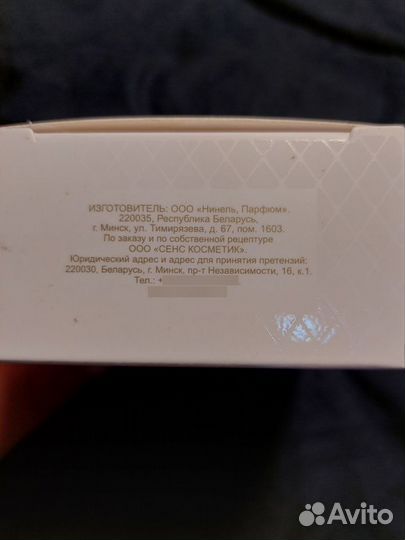 ИЗГОТОВИТЕЛЬ: ООО «Нинель, Парфюм».
220035, Республика Беларусь,
г. Минск, ул. Тимирязева, д. 67, пом. 1603.
По заказу и по собственной рецептуре
ООО «СЕНС КОСМЕТИК».
Юридический адрес и адрес для принятия претензий:
220030, Беларусь, г. Минск, пр-т Независимости, 16, к.1.
Тел.: +
Avito